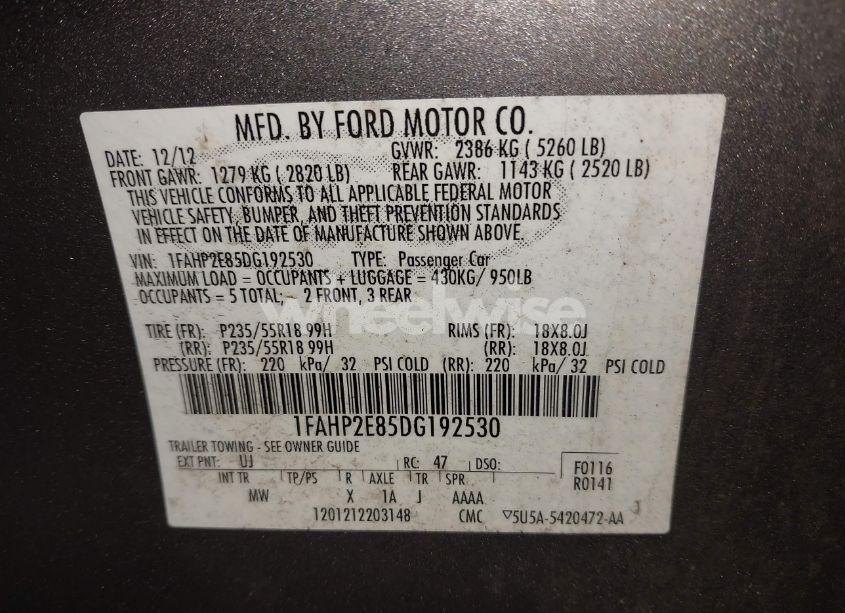 MFD. BY FORD MOTOR CO.
DATE: 12/12 GVWR: 2386 KG ( 5260 LB)
FRONT GAWR: 1279 KG ( 2820 LB) REAR GAWR: 1143 KG ( 2520 LB)
THIS VEHICLE CONFORMS TO ALL APPLICABLE FEDERAL MOTOR
VEHICLE SAFETY, BUMPER, AND THEFT PREVENTION STANDARDS
IN EFFECT ON THE DATE OF MANUFACTURE SHOWN ABOVE.
VIN: 1FAHP2E85DG192530 TYPE: Passenger Car
MAXIMUM LOAD = OCCUPANTS + LUGGAGE = 430KG/ 950LB
OCCUPANTS = 5 TOTAL; 2 FRONT, 3 REAR
wheelwise
TIRE (FR): P235/55R18 99H RIMS (FR): 18X8.0J
(RR): P235/55R18 99H (RR): 18X8.0J
PRESSURE (FR): 220 kPa/ 32 PSI COLD (RR): 220 kPa/ 32 PSI COLD
1FAHP2E85DG192530
TRAILER TOWING - SEE OWNER GUIDE
EXT PNT: UJ RC: 47 DSO: F0116
R0141
INT TR TP/PS R AXLE TR SPR
MW X 1A J AAAA J
1201212203148 CMC ▽5U5A-5420472-AA